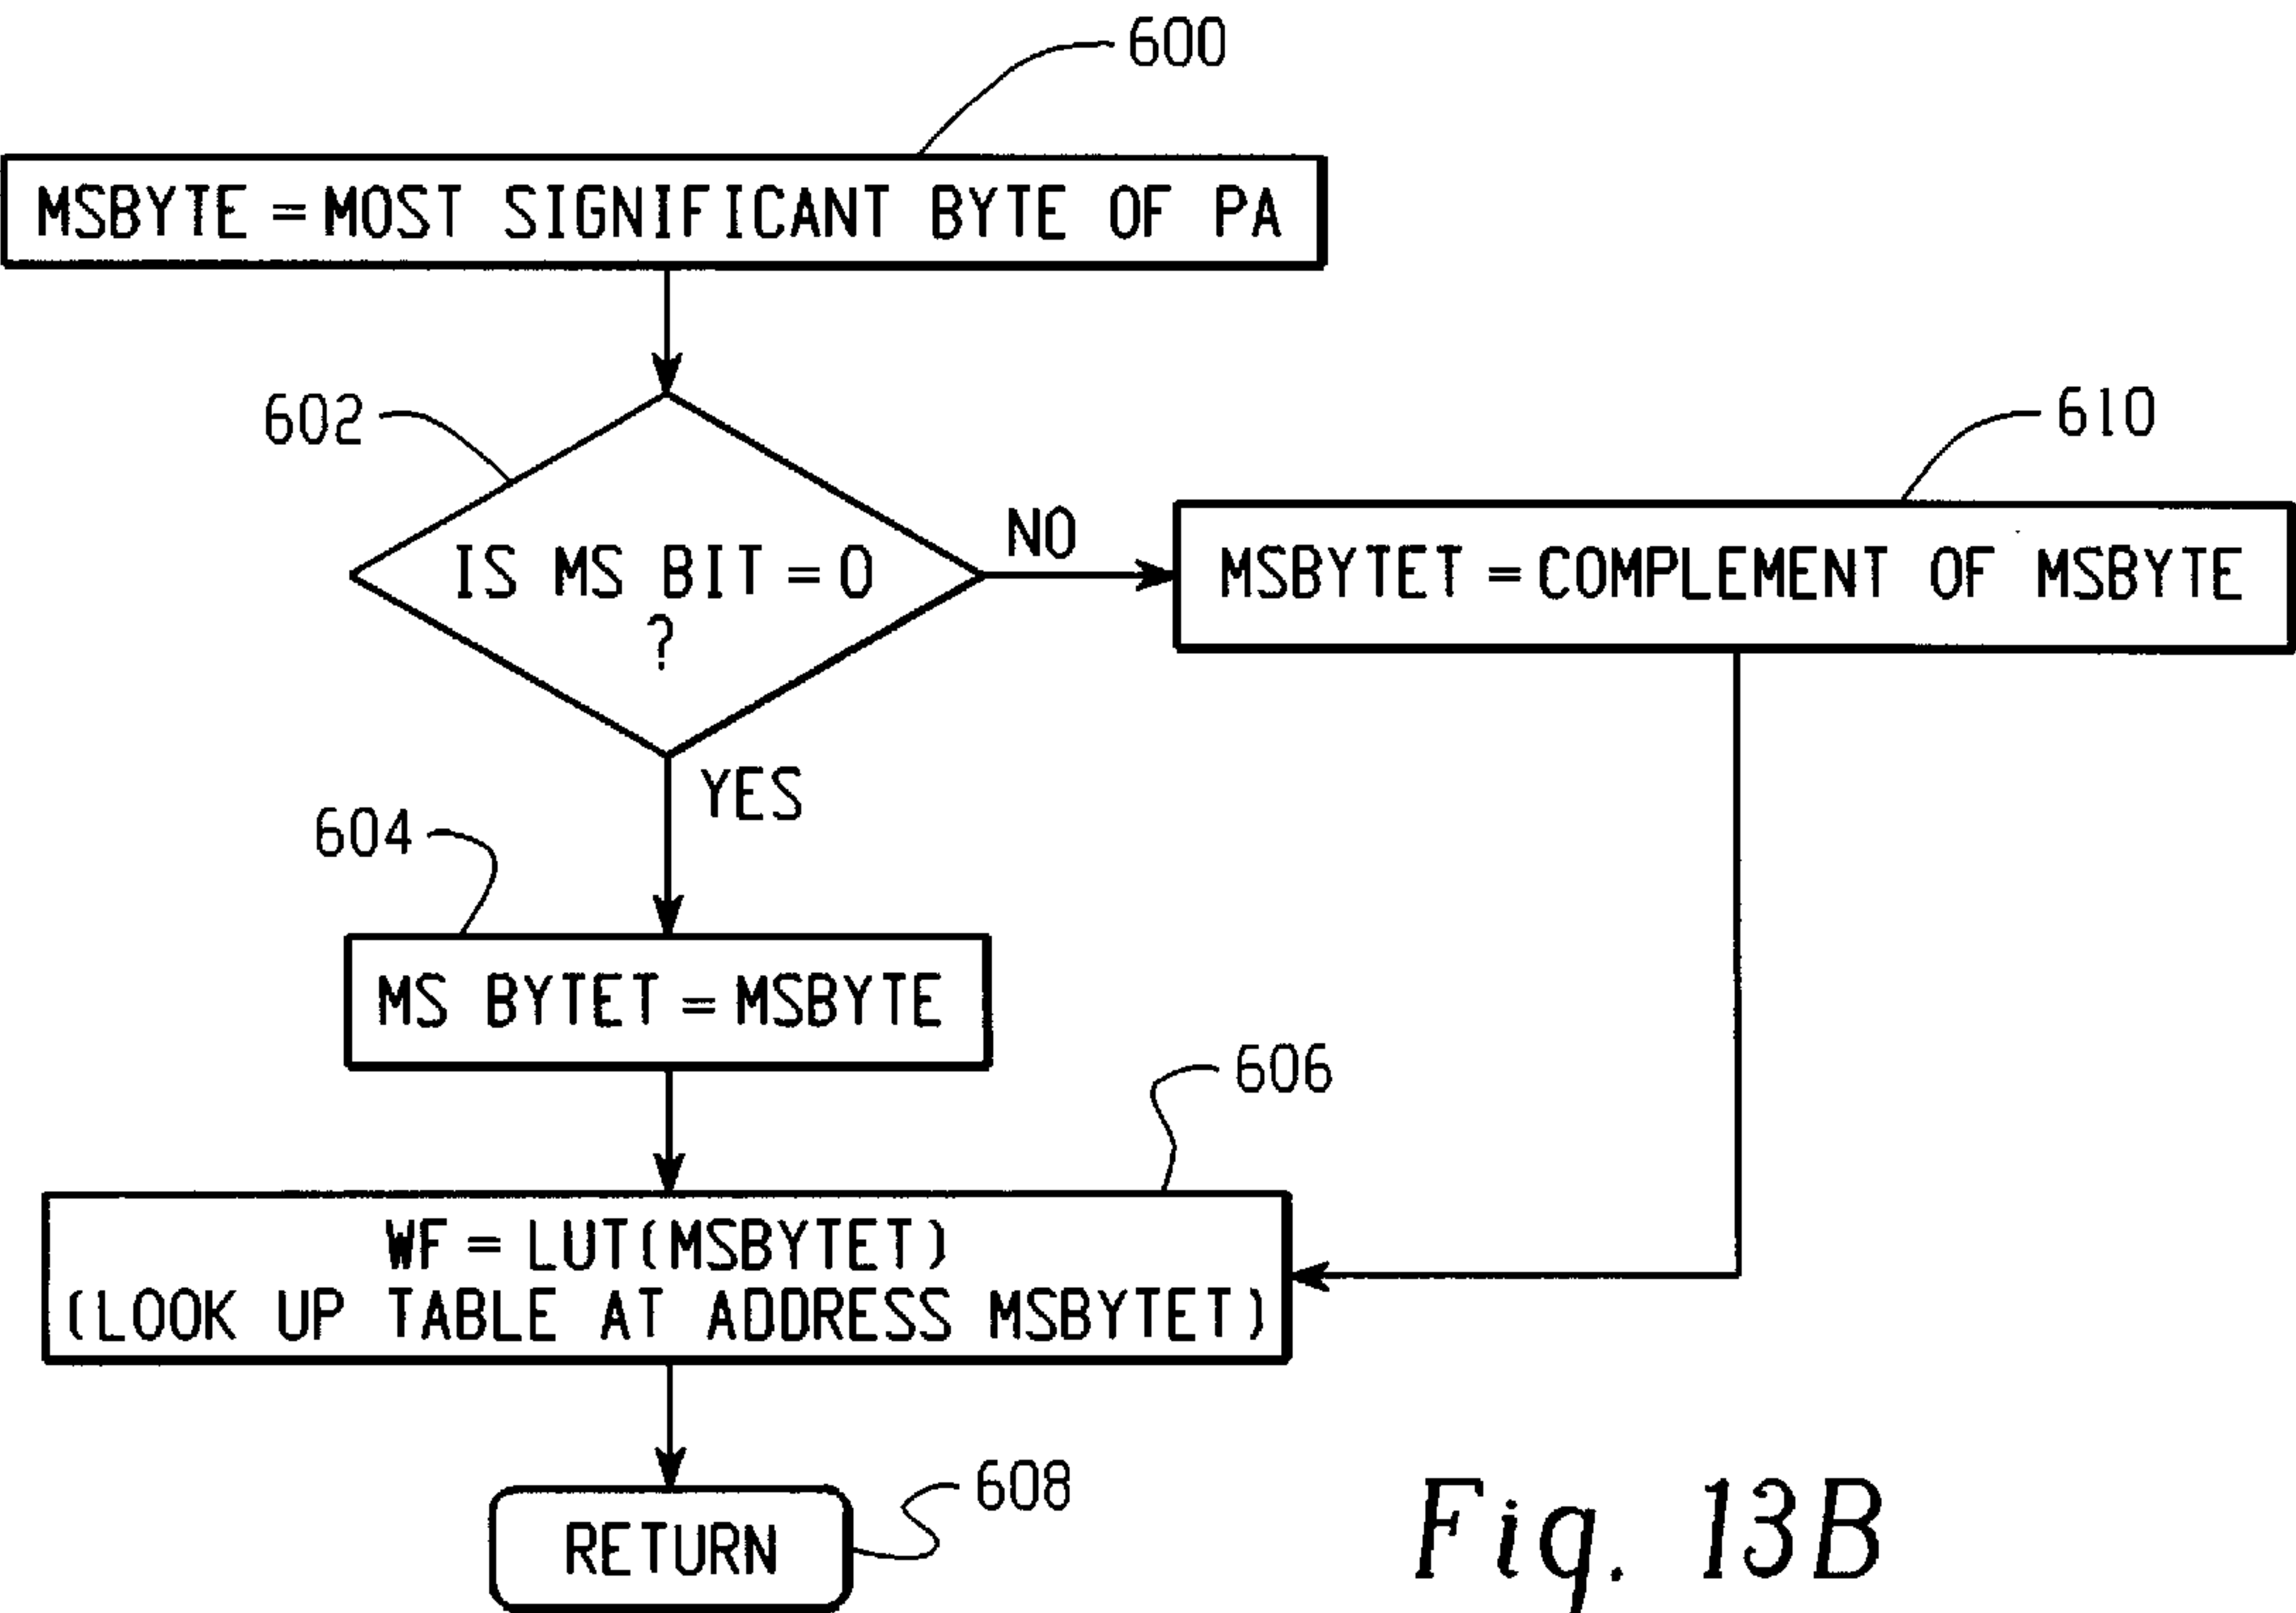 600
MSBYTE = MOST SIGNIFICANT BYTE OF PA
602
IS MS BIT = 0
?
NO
610
MSBYTET = COMPLEMENT OF MSBYTE
YES
604
MS BYTET = MSBYTE
606
WF = LUT(MSBYTET)
(LOOK UP TABLE AT ADDRESS MSBYTET)
608
RETURN
Fig. 13B